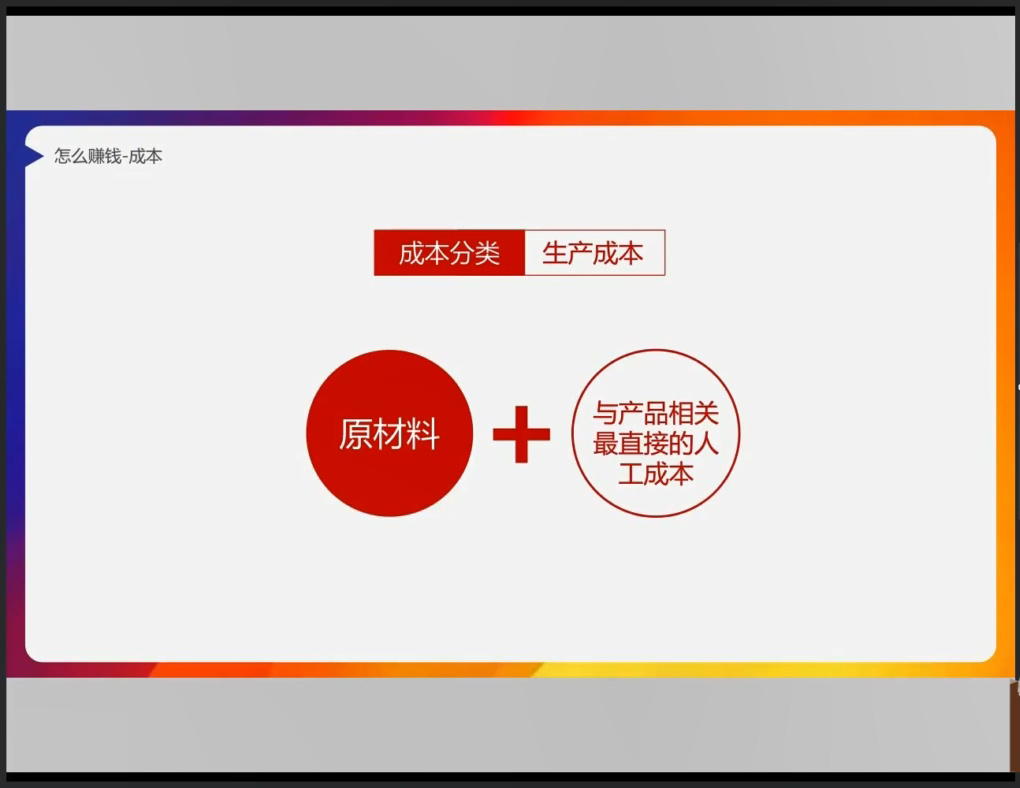 怎么赚钱-成本
成本分类 生产成本
原材料
与产品相关
最直接的人
工成本